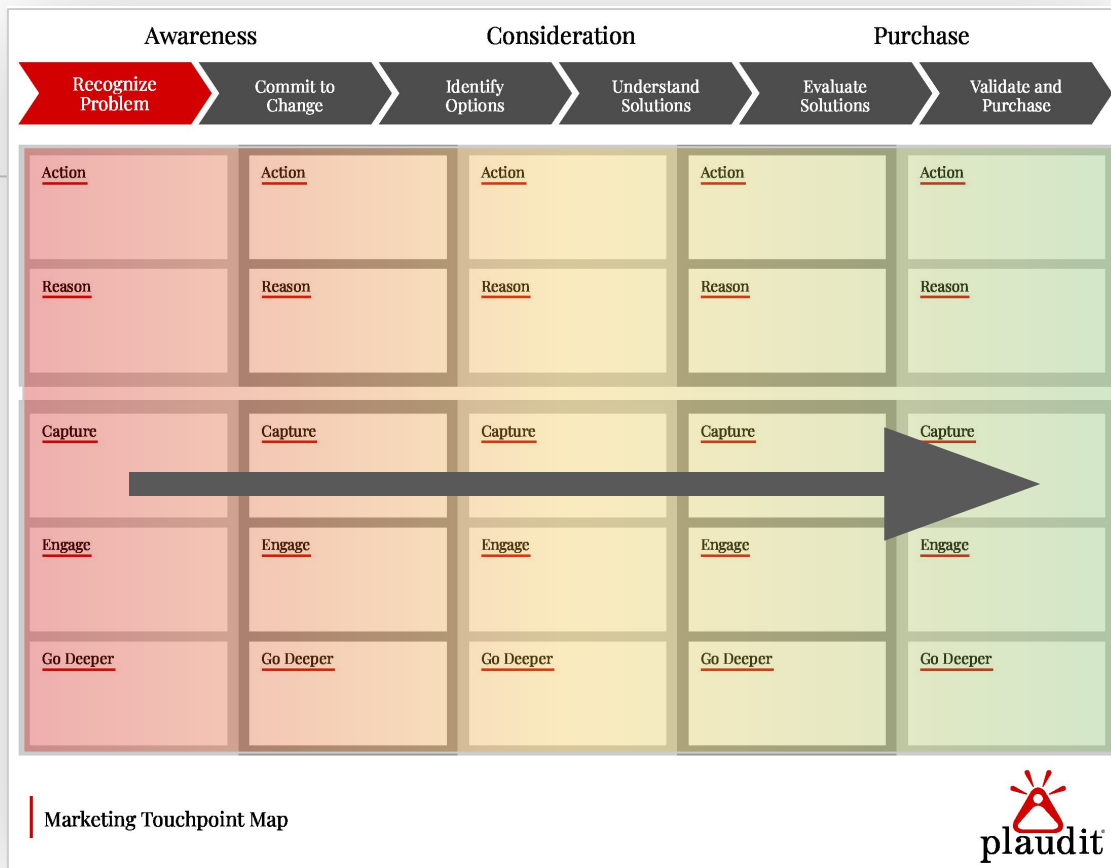 Awareness Consideration Purchase
Recognize Commit to Identify Understand Evaluate Validate and
Problem Change Options Solutions Solutions Purchase
Action Action Action Action Action
Reason Reason Reason Reason Reason
Capture Capture Capture Capture Capture
Engage Engage Engage Engage Engage
Go Deeper Go Deeper Go Deeper Go Deeper Go Deeper
Marketing Touchpoint Map
plaudit